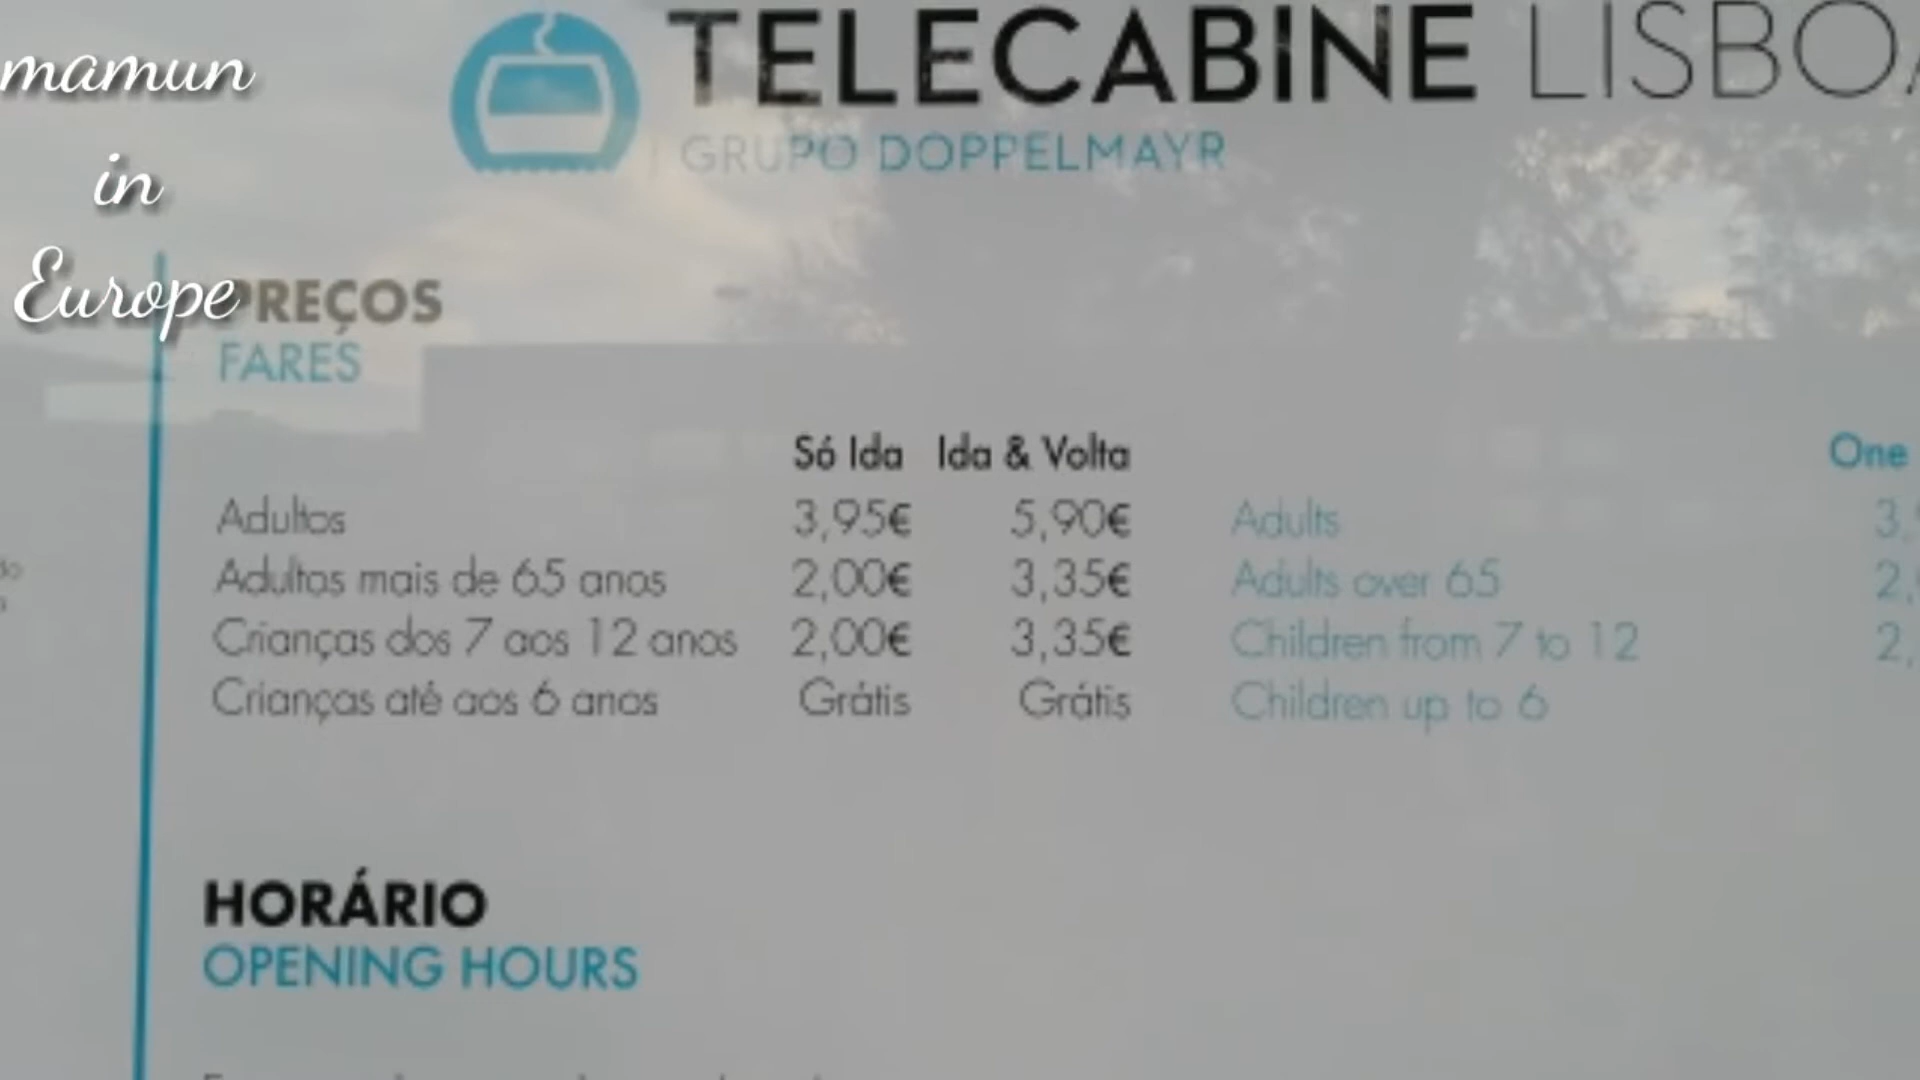 mamun
in
Europe
TELECABINE LISBOA
GRUPO DOPPELMAYR
PREÇOS
FARES
Só Ida Ida & Volta One
Adultos 3,95€ 5,90€ Adults
Adultos mais de 65 anos 2,00€ 3,35€ Adults over 65
Crianças dos 7 aos 12 anos 2,00€ 3,35€ Children from 7 to 12
Crianças até aos 6 anos Grátis Grátis Children up to 6
HORÁRIO
OPENING HOURS